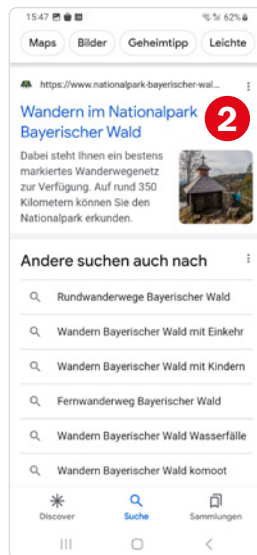 15:47 62%
Maps Bilder Geheimtipp Leichte
https://www.nationalpark-bayerischer-wal...
Wandern im Nationalpark
Bayerischer Wald
2
Dabei steht Ihnen ein bestens
markiertes Wanderwegenetz
zur Verfügung. Auf rund 350
Kilometern können Sie den
Nationalpark erkunden.
Andere suchen auch nach
Rundwanderwege Bayerischer Wald
Wandern Bayerischer Wald mit Einkehr
Wandern Bayerischer Wald mit Kindern
Fernwanderweg Bayerischer Wald
Wandern Bayerischer Wald Wasserfälle
Wandern Bayerischer Wald komoot
Discover Suche Sammlungen